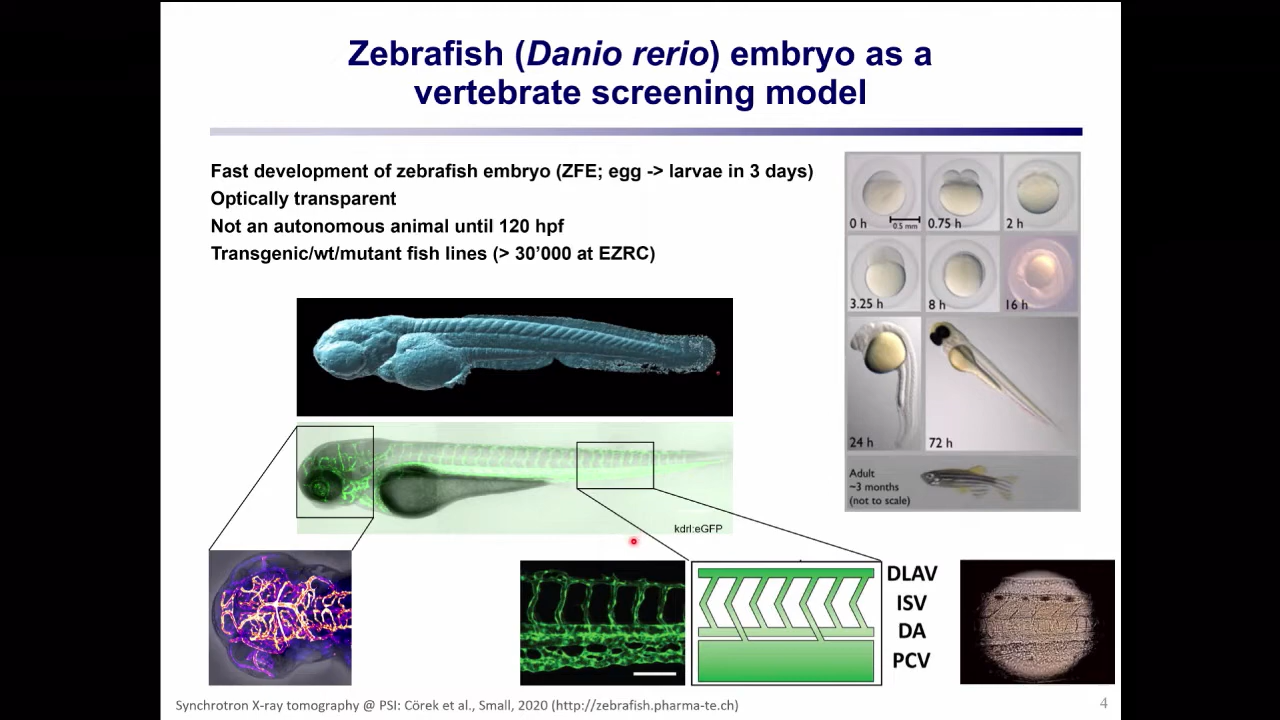 Zebrafish (Danio rerio) embryo as a
vertebrate screening model
Fast development of zebrafish embryo (ZFE; egg -> larvae in 3 days)
Optically transparent
Not an autonomous animal until 120 hpf
Transgenic/wt/mutant fish lines (> 30’000 at EZRC)
0 h
0.5 mm
0.75 h
2 h
3.25 h
8 h
16 h
24 h
72 h
Adult
~3 months
(not to scale)
kdrl:eGFP
DLAV
ISV
DA
PCV
Synchrotron X-ray tomography @ PSI: Cörek et al., Small, 2020 (http://zebrafish.pharma-te.ch)
4